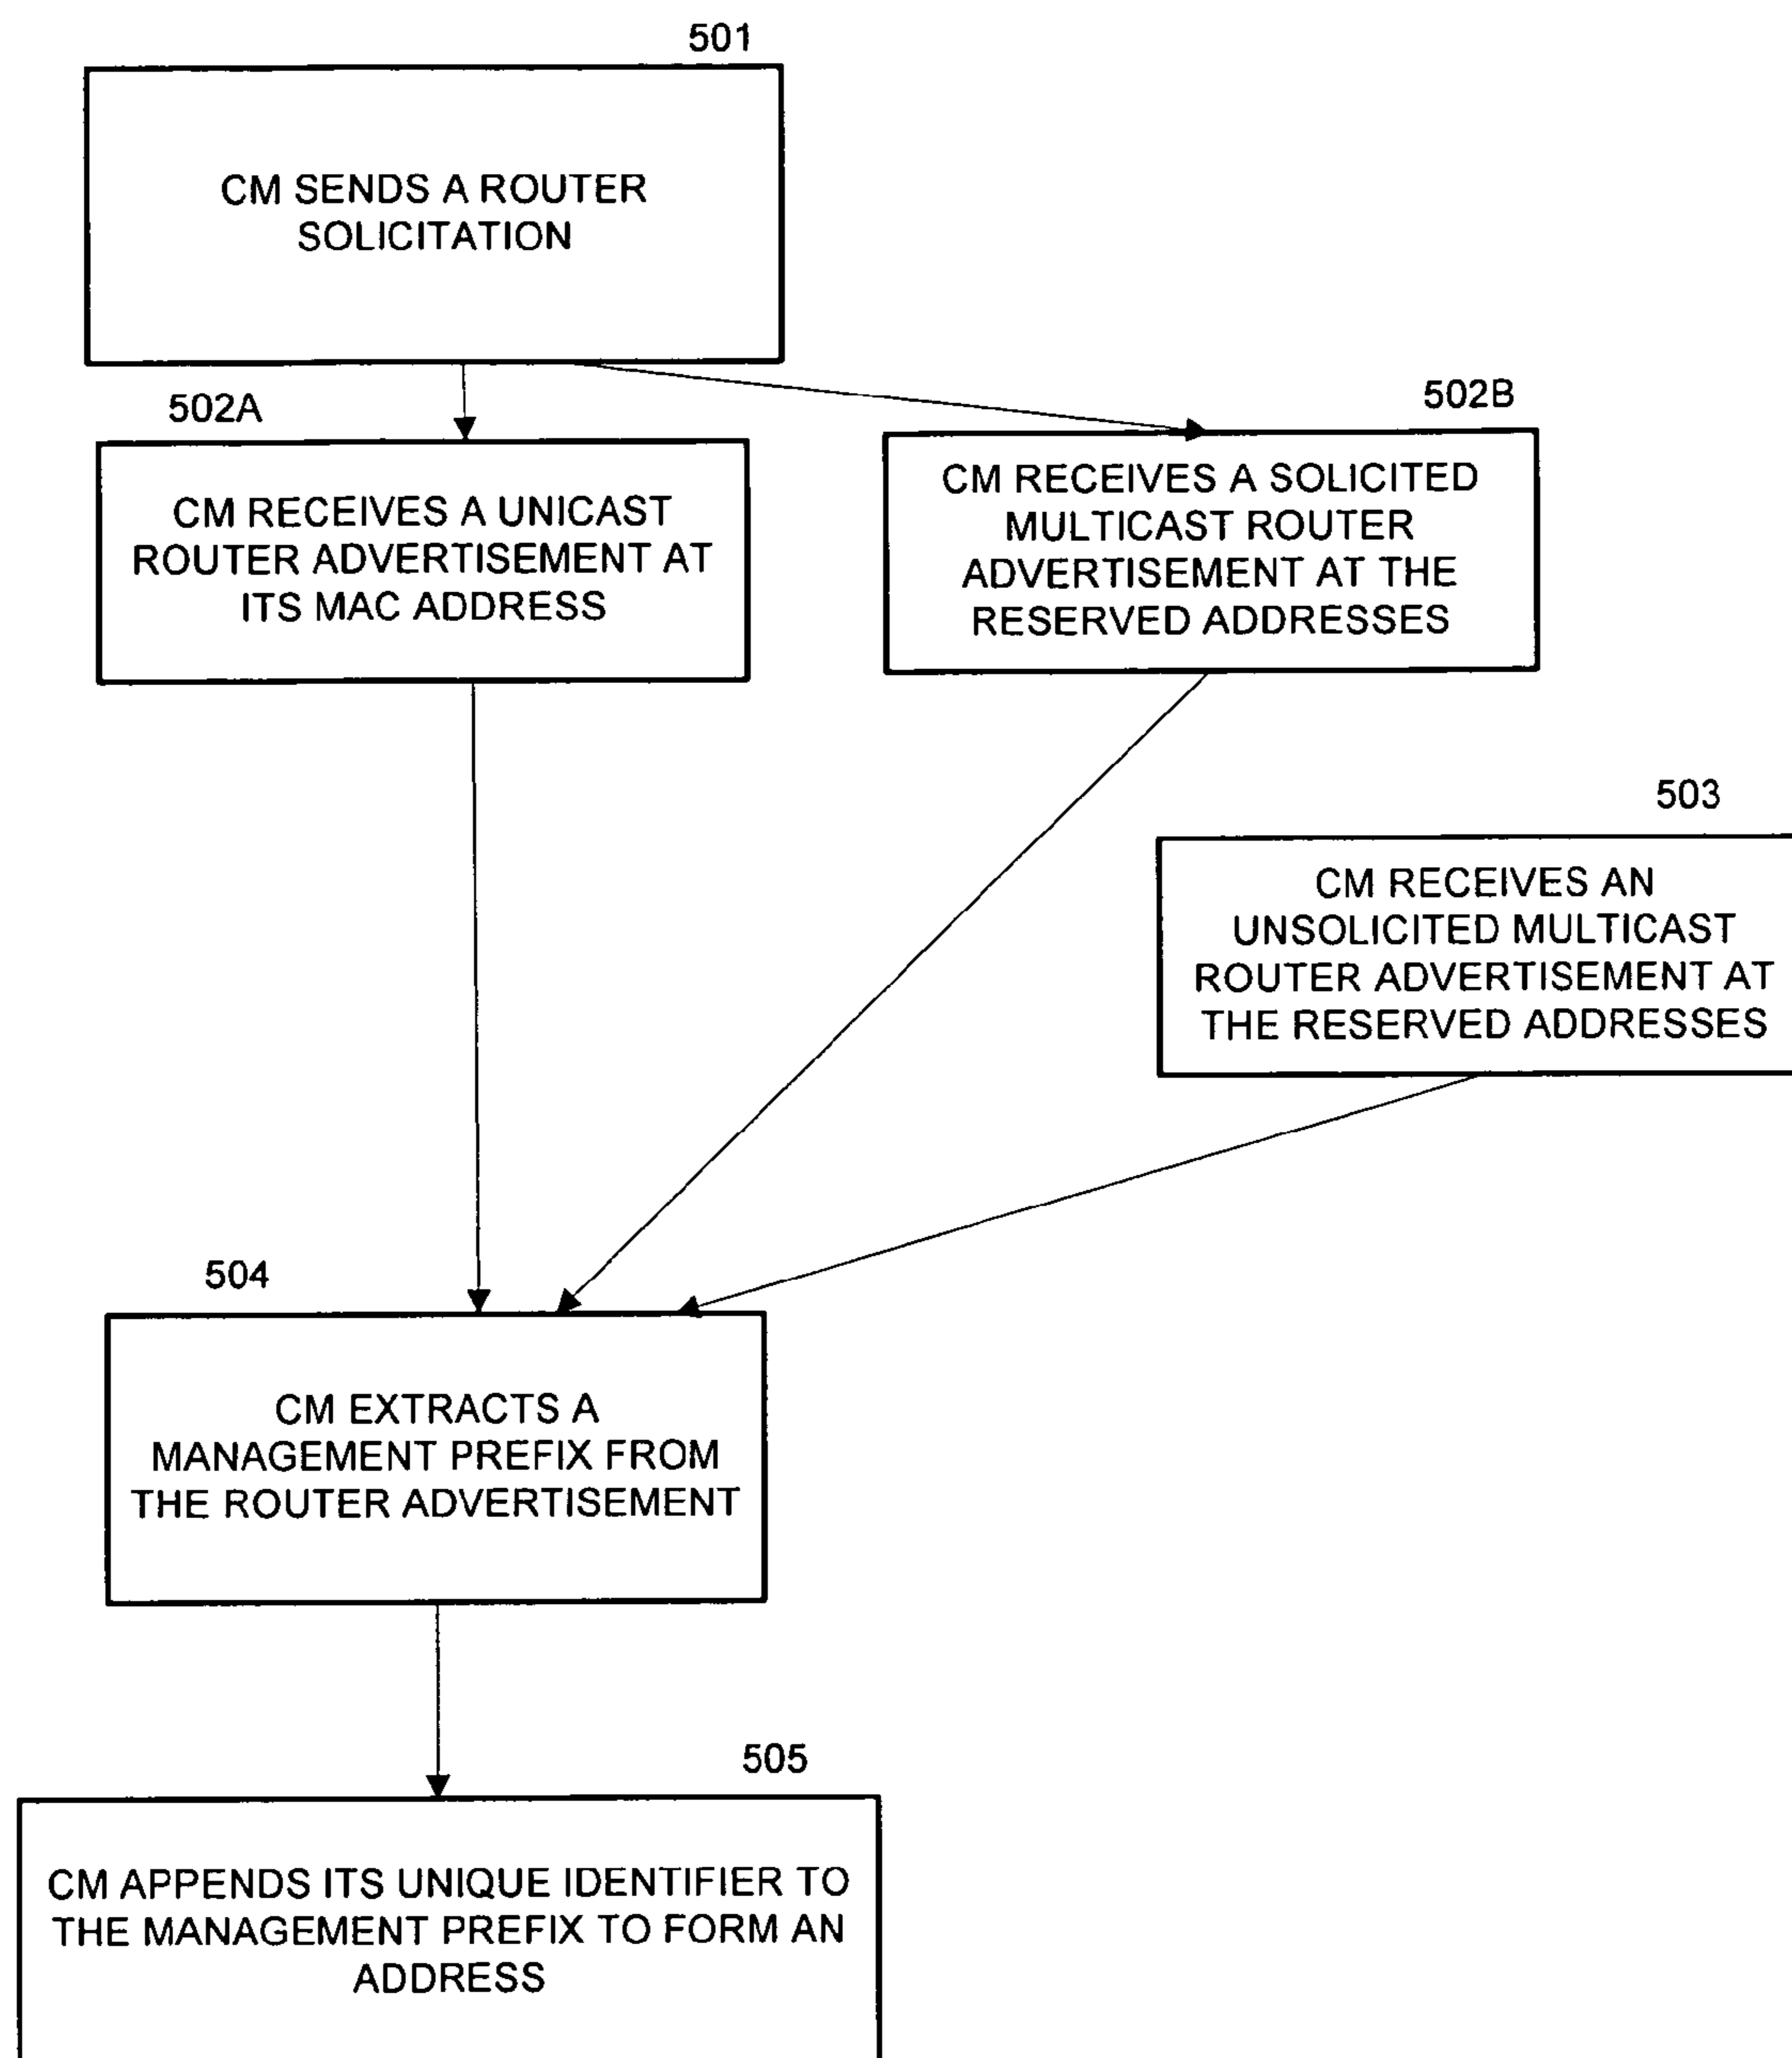 501
CM SENDS A ROUTER
SOLICITATION
502A
CM RECEIVES A UNICAST
ROUTER ADVERTISEMENT AT
ITS MAC ADDRESS
502B
CM RECEIVES A SOLICITED
MULTICAST ROUTER
ADVERTISEMENT AT THE
RESERVED ADDRESSES
503
CM RECEIVES AN
UNSOLICITED MULTICAST
ROUTER ADVERTISEMENT AT
THE RESERVED ADDRESSES
504
CM EXTRACTS A
MANAGEMENT PREFIX FROM
THE ROUTER ADVERTISEMENT
505
CM APPENDS ITS UNIQUE IDENTIFIER TO
THE MANAGEMENT PREFIX TO FORM AN
ADDRESS